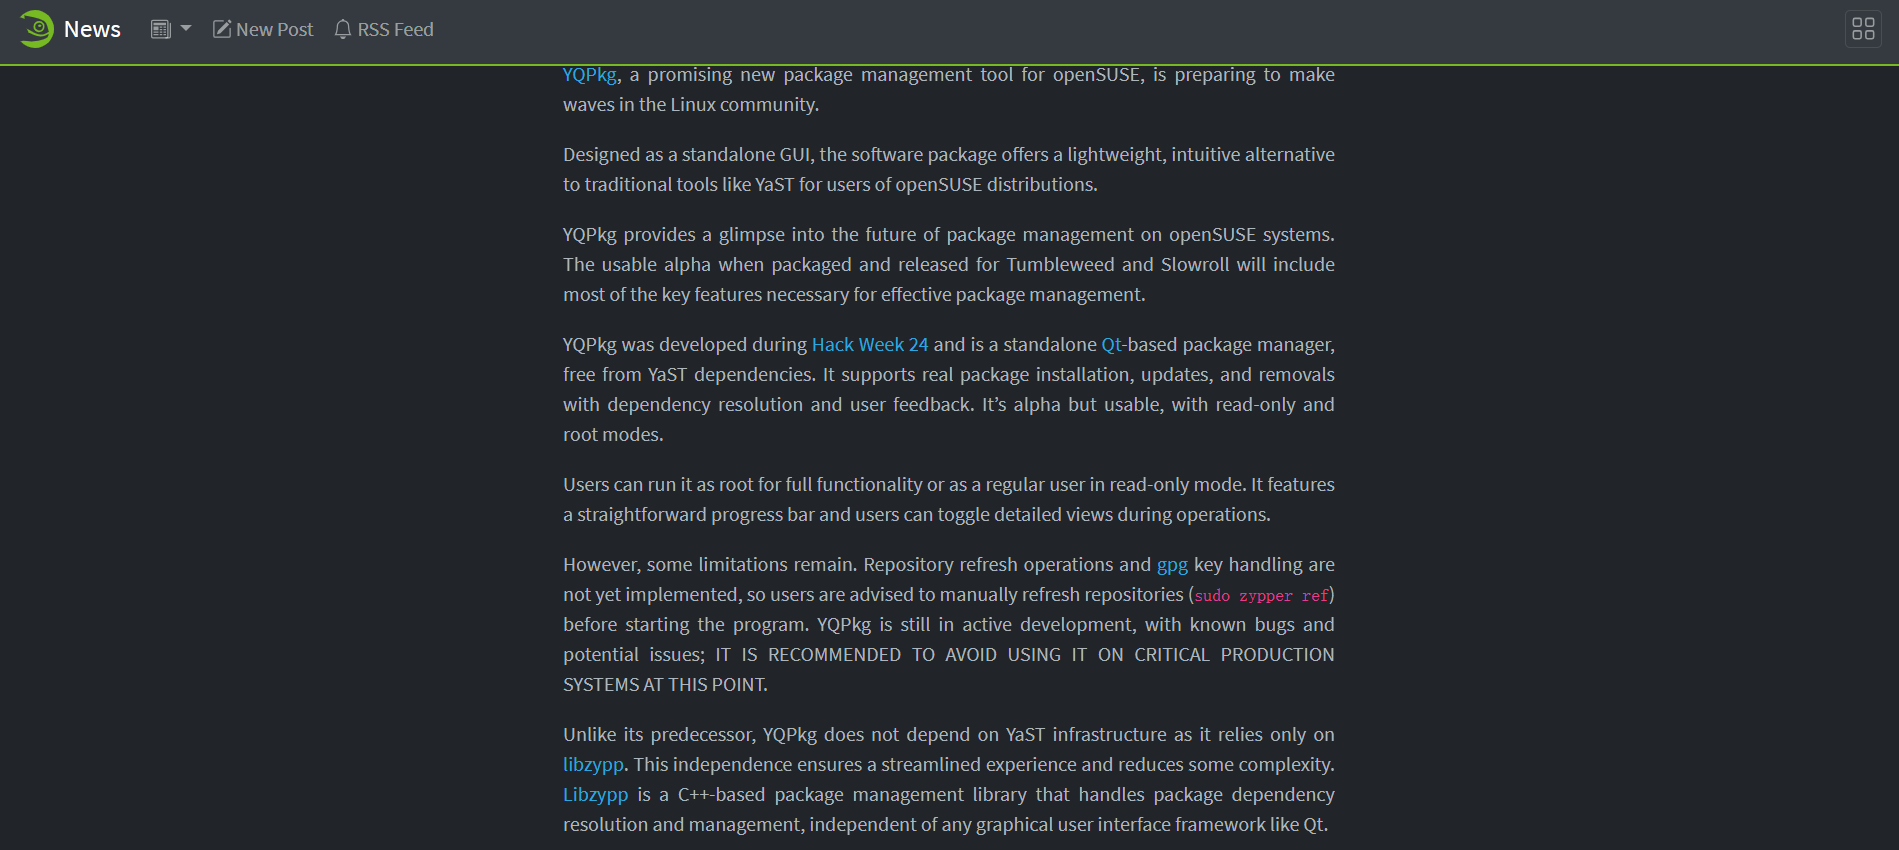 News New Post RSS Feed
YQPkg, a promising new package management tool for openSUSE, is preparing to make
waves in the Linux community.
Designed as a standalone GUI, the software package offers a lightweight, intuitive alternative
to traditional tools like YaST for users of openSUSE distributions.
YQPkg provides a glimpse into the future of package management on openSUSE systems.
The usable alpha when packaged and released for Tumbleweed and Slowroll will include
most of the key features necessary for effective package management.
YQPkg was developed during Hack Week 24 and is a standalone Qt-based package manager,
free from YaST dependencies. It supports real package installation, updates, and removals
with dependency resolution and user feedback. It’s alpha but usable, with read-only and
root modes.
Users can run it as root for full functionality or as a regular user in read-only mode. It features
a straightforward progress bar and users can toggle detailed views during operations.
However, some limitations remain. Repository refresh operations and gpg key handling are
not yet implemented, so users are advised to manually refresh repositories (sudo zypper ref)
before starting the program. YQPkg is still in active development, with known bugs and
potential issues; IT IS RECOMMENDED TO AVOID USING IT ON CRITICAL PRODUCTION
SYSTEMS AT THIS POINT.
Unlike its predecessor, YQPkg does not depend on YaST infrastructure as it relies only on
libzypp. This independence ensures a streamlined experience and reduces some complexity.
Libzypp is a C++-based package management library that handles package dependency
resolution and management, independent of any graphical user interface framework like Qt.